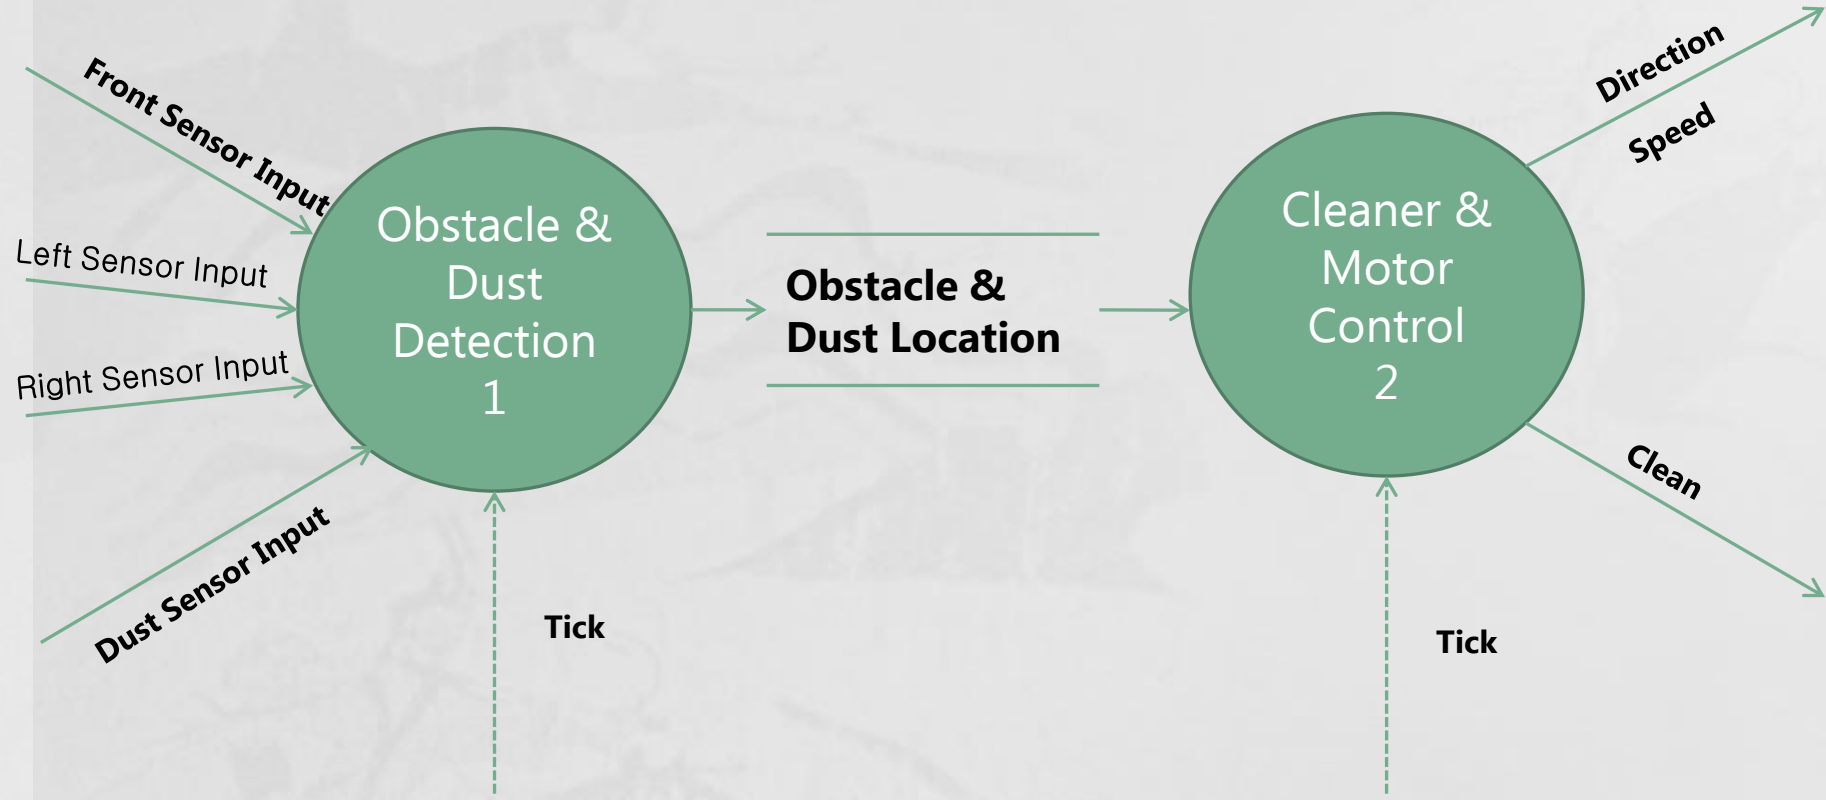 Front Sensor Input
Left Sensor Input
Right Sensor Input
Dust Sensor Input
Obstacle &
Dust
Detection
1
Tick
Obstacle &
Dust Location
Cleaner &
Motor
Control
2
Tick
Direction
Speed
Clean